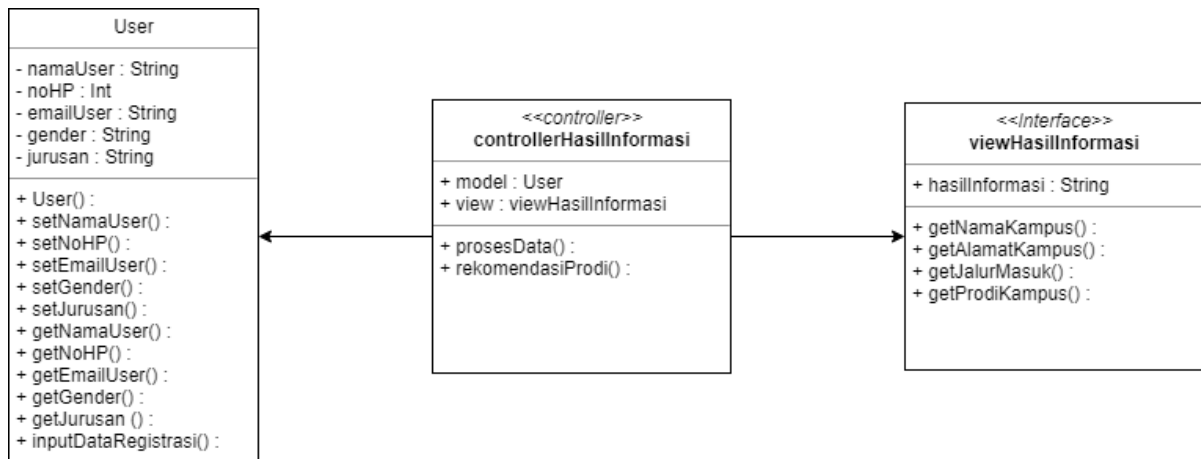 User
- namaUser : String
- noHP : Int
- emailUser : String
- gender : String
- jurusan : String
+ User() :
+ setNamaUser() :
+ setNoHP() :
+ setEmailUser() :
+ setGender() :
+ setJurusan() :
+ getNamaUser() :
+ getNoHP() :
+ getEmailUser() :
+ getGender() :
+ getJurusan () :
+ inputDataRegistrasi() :
<<controller>>
controllerHasilInformasi
+ model : User
+ view : viewHasilInformasi
+ prosesData() :
+ rekomendasiProdi() :
<<Interface>>
viewHasilInformasi
+ hasilInformasi : String
+ getNamaKampus() :
+ getAlamatKampus() :
+ getJalurMasuk() :
+ getProdiKampus() :